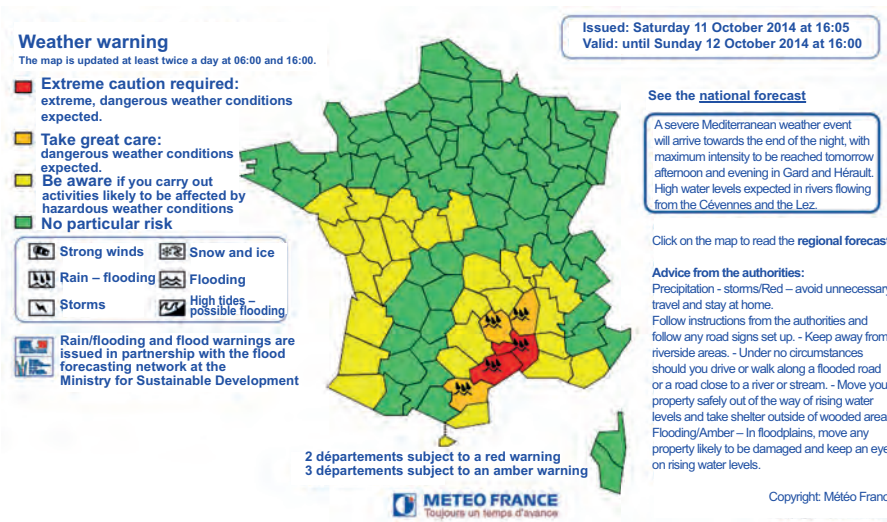 Weather warning
The map is updated at least twice a day at 06:00 and 16:00.
Extreme caution required:
extreme, dangerous weather conditions
expected.
Take great care:
dangerous weather conditions
expected.
Be aware if you carry out
activities likely to be affected by
hazardous weather conditions
No particular risk
Strong winds
Snow and ice
Rain – flooding
Flooding
Storms
High tides –
possible flooding
Rain/flooding and flood warnings are
issued in partnership with the flood
forecasting network at the
Ministry for Sustainable Development
2 départements subject to a red warning
3 départements subject to an amber warning
METEO FRANCE
Toujours un temps d'avance
Issued: Saturday 11 October 2014 at 16:05
Valid: until Sunday 12 October 2014 at 16:00
See the national forecast
A severe Mediterranean weather event
will arrive towards the end of the night, with
maximum intensity to be reached tomorrow
afternoon and evening in Gard and Hérault.
High water levels expected in rivers flowing
from the Cévennes and the Lez.
Click on the map to read the regional forecast
Advice from the authorities:
Precipitation - storms/Red – avoid unnecessary
travel and stay at home.
Follow instructions from the authorities and
follow any road signs set up. - Keep away from
riverside areas. - Under no circumstances
should you drive or walk along a flooded road
or a road close to a river or stream. - Move you
property safely out of the way of rising water
levels and take shelter outside of wooded area
Flooding/Amber – In floodplains, move any
property likely to be damaged and keep an eye
on rising water levels.
Copyright: Météo Franc